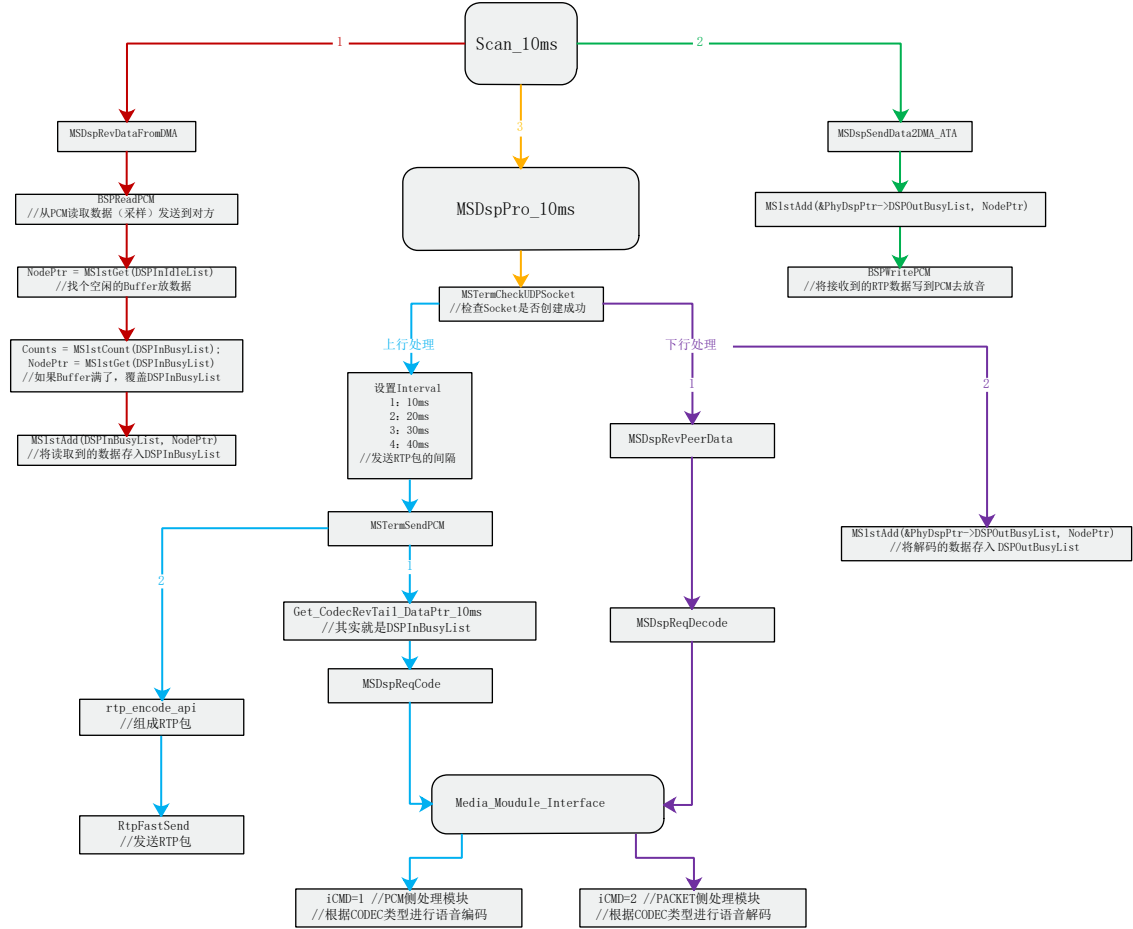 Scan_10ms
1
2
3
MSDspRevDataFromDMA
BSPReadPCM
//从PCM读取数据（采样）发送到对方
NodePtr = MSlstGet(DSPInIdleList)
//找个空闲的Buffer放数据
Counts = MSlstCount(DSPInBusyList);
NodePtr = MSlstGet(DSPInBusyList)
//如果Buffer满了，覆盖DSPInBusyList
MSlstAdd(DSPInBusyList, NodePtr)
//将读取到的数据存入DSPInBusyList
MSDspSendData2DMA_ATA
MSlstAdd(&PhyDspPtr->DSPOutBusyList, NodePtr)
BSPWritePCM
//将接收到的RTP数据写到PCM去放音
MSDspPro_10ms
MSTermCheckUDPSocket
//检查Socket是否创建成功
上行处理
下行处理
设置Interval
1：10ms
2：20ms
3：30ms
4：40ms
//发送RTP包的间隔
MSTermSendPCM
1
2
Get_CodecRevTail_DataPtr_10ms
//其实就是DSPInBusyList
MSDspReqCode
rtp_encode_api
//组成RTP包
RtpFastSend
//发送RTP包
1
2
MSDspRevPeerData
MSDspReqDecode
MSlstAdd(&PhyDspPtr->DSPOutBusyList, NodePtr)
//将解码的数据存入 DSPOutBusyList
Media_Moudule_Interface
iCMD=1 //PCM侧处理模块
//根据CODEC类型进行语音编码
iCMD=2 //PACKET侧处理模块
//根据CODEC类型进行语音解码